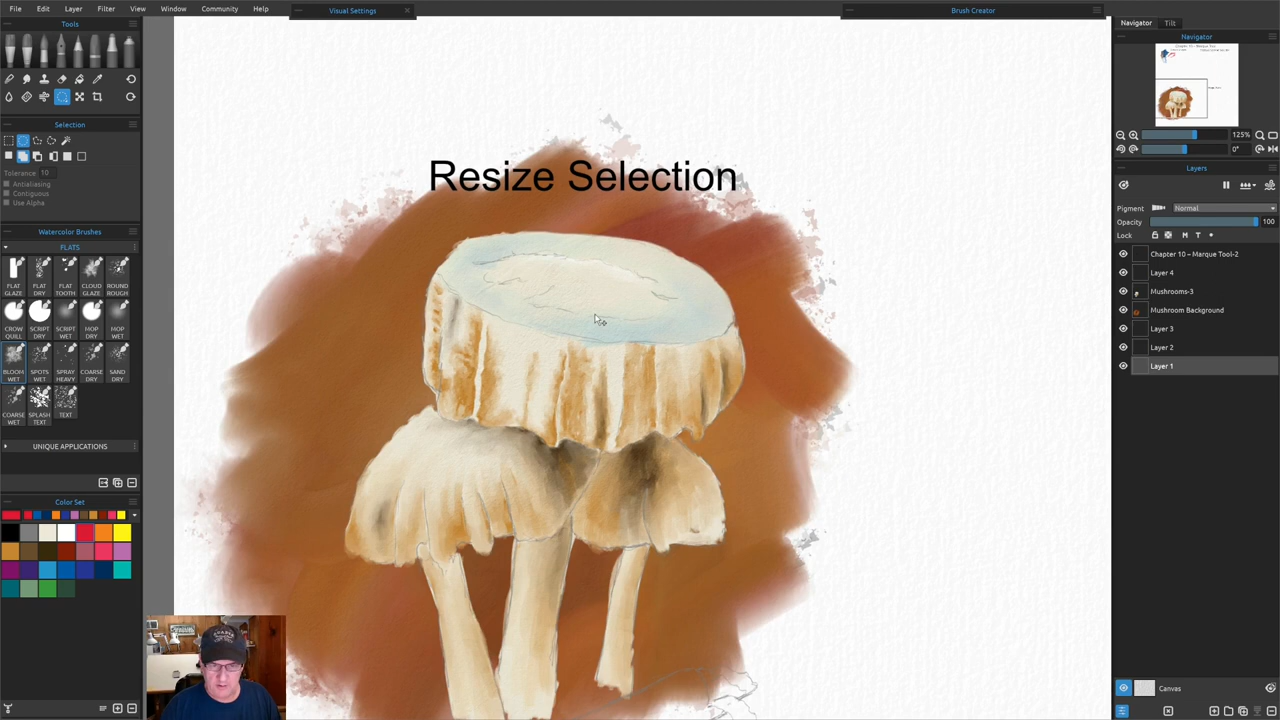 File Edit View Window Community Help
Layer Filter
Visual Settings
Brush Creator
Tools
Selection
Tolerance 10
Antialiasing
Contiguous
Use Alpha
Watercolor Brushes
FLATS
FLAT GLAZE
FLAT DRY
FLAT TOOTH
CLOUD GLAZE
ROUND ROUGH
CROW QUILL
SCRIPT DRY
SCRIPT WET
MOP DRY
MOP WET
BLOOM WET
SPOTS WET
SPRAY HEAVY
COARSE DRY
SAND DRY
COARSE WET
SPLASH TEXT
TEXT
UNIQUE APPLICATIONS
Color Set
Resize Selection
Navigator Tilt
Navigator
125%
0°
Layers
Pigment Normal
Opacity 100
Lock M T
Chapter 10 – Marque Tool-2
Layer 4
Mushrooms-3
Mushroom Background
Layer 3
Layer 2
Layer 1
Canvas